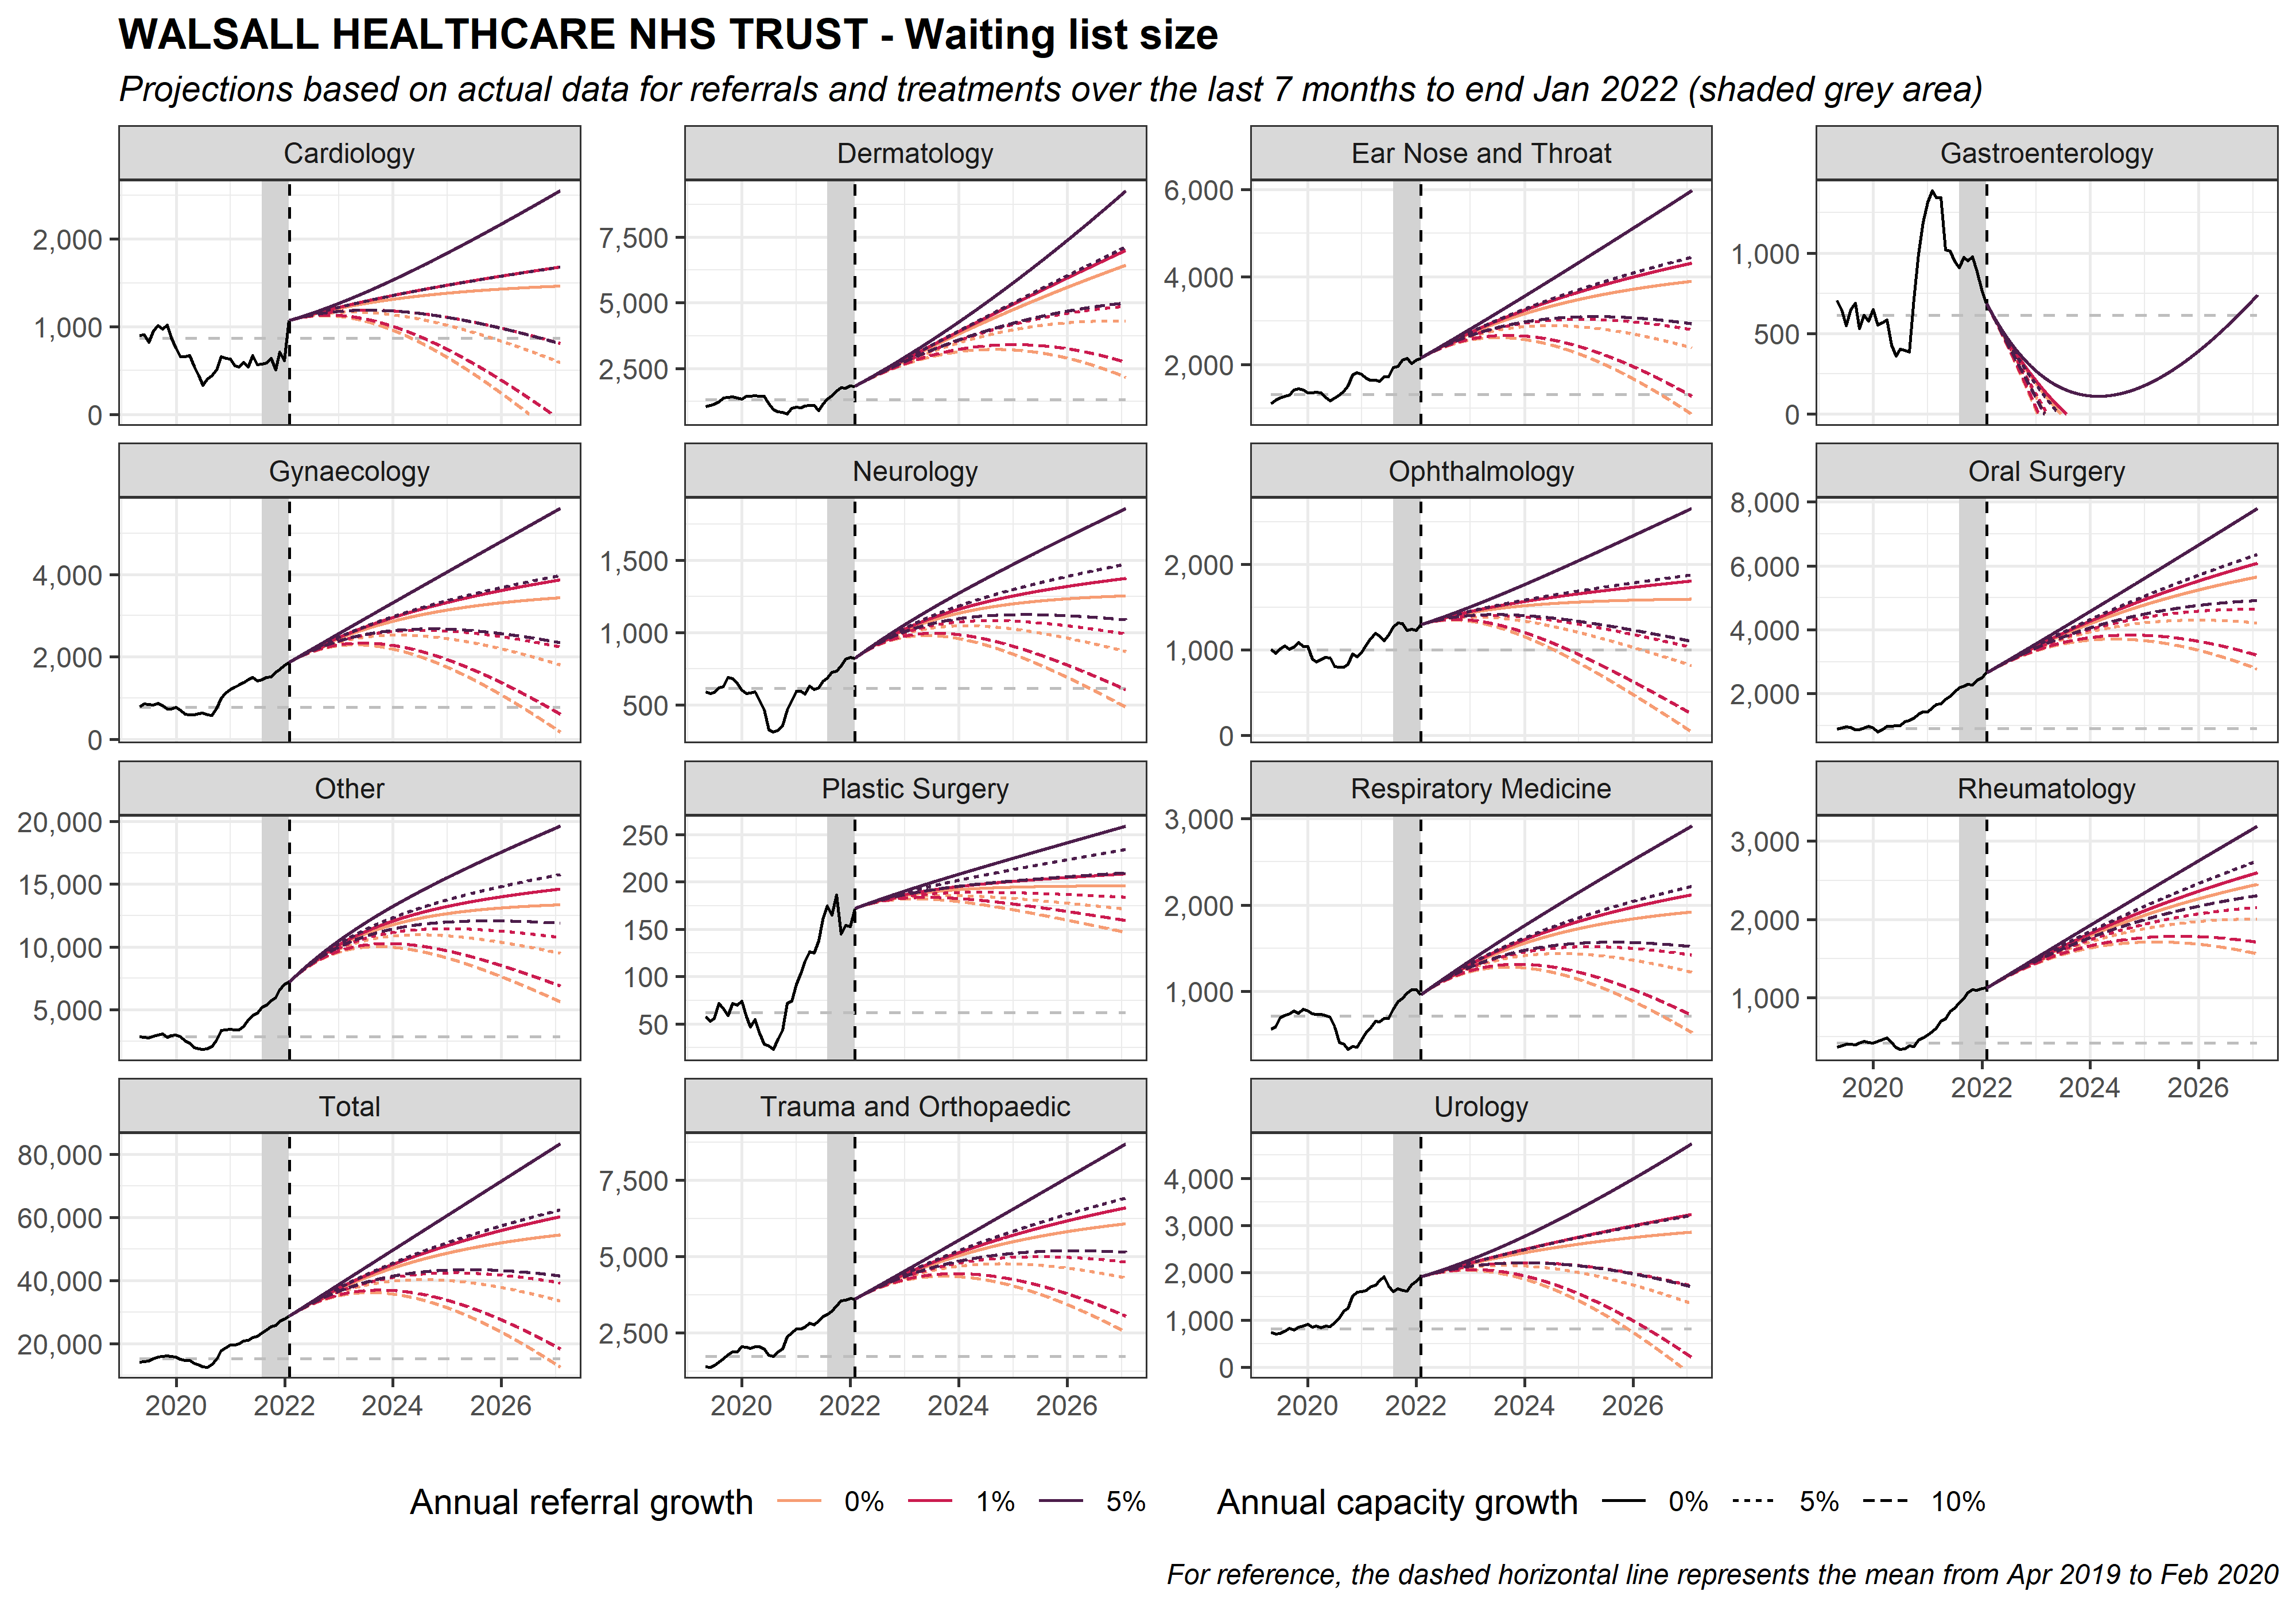 WALSALL HEALTHCARE NHS TRUST - Waiting list size
Projections based on actual data for referrals and treatments over the last 7 months to end Jan 2022 (shaded grey area)
Cardiology
2,000
1,000
0
Dermatology
7,500
5,000
2,500
Ear Nose and Throat
6,000
4,000
2,000
Gastroenterology
1,000
500
0
Gynaecology
4,000
2,000
0
Neurology
1,500
1,000
500
Ophthalmology
2,000
1,000
0
Oral Surgery
8,000
6,000
4,000
2,000
Other
20,000
15,000
10,000
5,000
Plastic Surgery
250
200
150
100
50
Respiratory Medicine
3,000
2,000
1,000
Rheumatology
3,000
2,000
1,000
2020 2022 2024 2026
Total
80,000
60,000
40,000
20,000
2020 2022 2024 2026
Trauma and Orthopaedic
7,500
5,000
2,500
2020 2022 2024 2026
Urology
4,000
3,000
2,000
1,000
0
2020 2022 2024 2026
Annual referral growth 0% 1% 5%
Annual capacity growth 0% 5% 10%
For reference, the dashed horizontal line represents the mean from Apr 2019 to Feb 2020